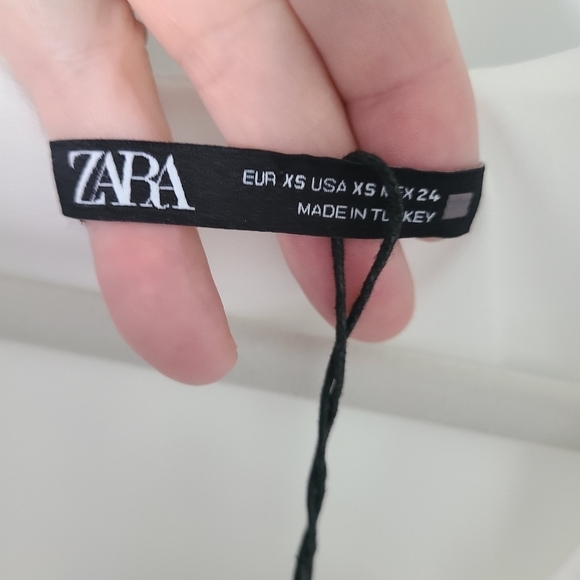 ZARA
EUR XS USA XS MEX 24
MADE IN TURKEY